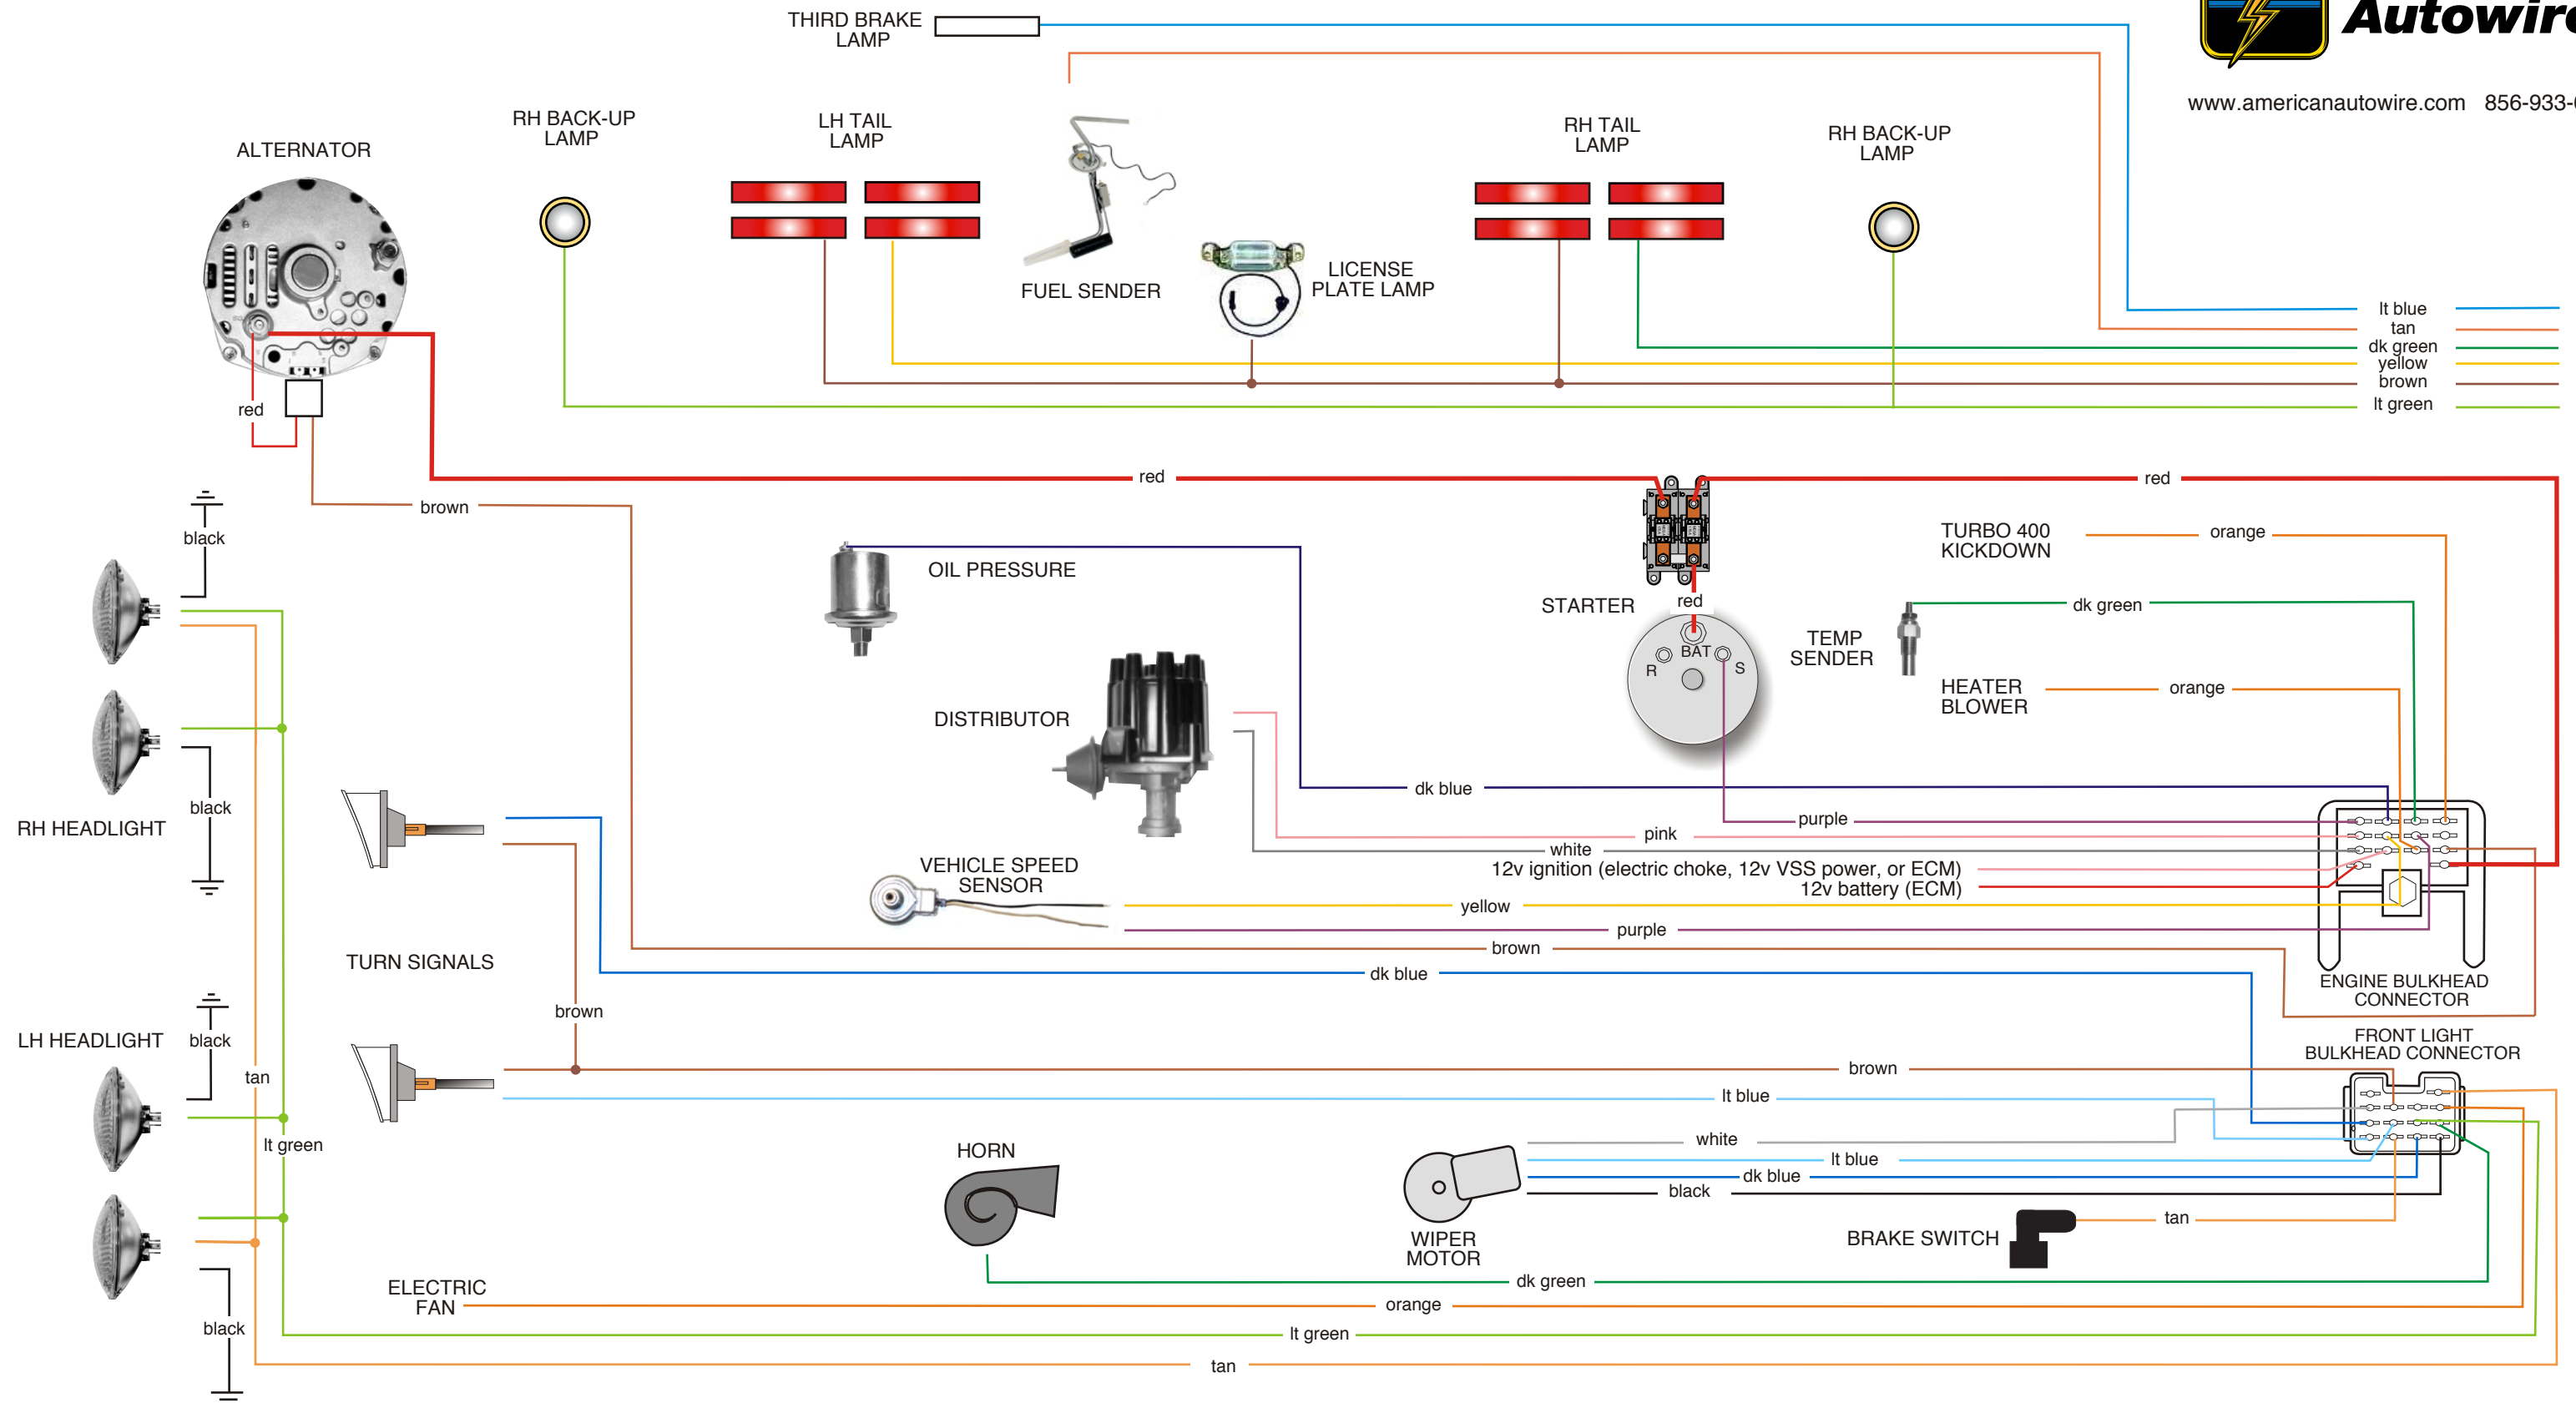 THIRD BRAKE
LAMP
Autowire
www.americanautowire.com 856-933-
RH BACK-UP
LAMP
LH TAIL
LAMP
RH TAIL
LAMP
RH BACK-UP
LAMP
ALTERNATOR
FUEL SENDER
LICENSE
PLATE LAMP
lt blue
tan
dk green
yellow
brown
lt green
red
red
red
brown
black
OIL PRESSURE
TURBO 400
KICKDOWN
orange
STARTER
red
BAT
R
S
TEMP
SENDER
dk green
HEATER
BLOWER
orange
DISTRIBUTOR
dk blue
black
RH HEADLIGHT
purple
pink
white
VEHICLE SPEED
SENSOR
12v ignition (electric choke, 12v VSS power, or ECM)
12v battery (ECM)
yellow
purple
brown
TURN SIGNALS
dk blue
ENGINE BULKHEAD
CONNECTOR
brown
LH HEADLIGHT
black
FRONT LIGHT
BULKHEAD CONNECTOR
tan
brown
lt blue
lt green
HORN
white
lt blue
dk blue
black
WIPER
MOTOR
BRAKE SWITCH
tan
ELECTRIC
FAN
dk green
orange
black
lt green
tan